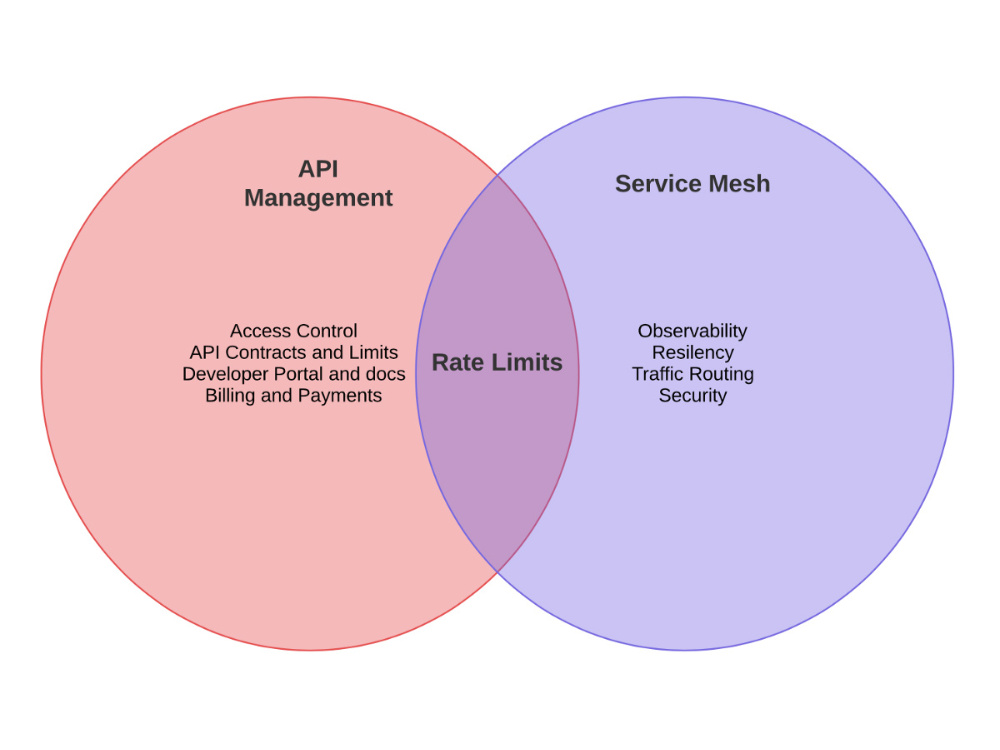 API
Management
Service Mesh
Access Control
API Contracts and Limits
Developer Portal and docs
Billing and Payments
Rate Limits
Observability
Resilency
Traffic Routing
Security